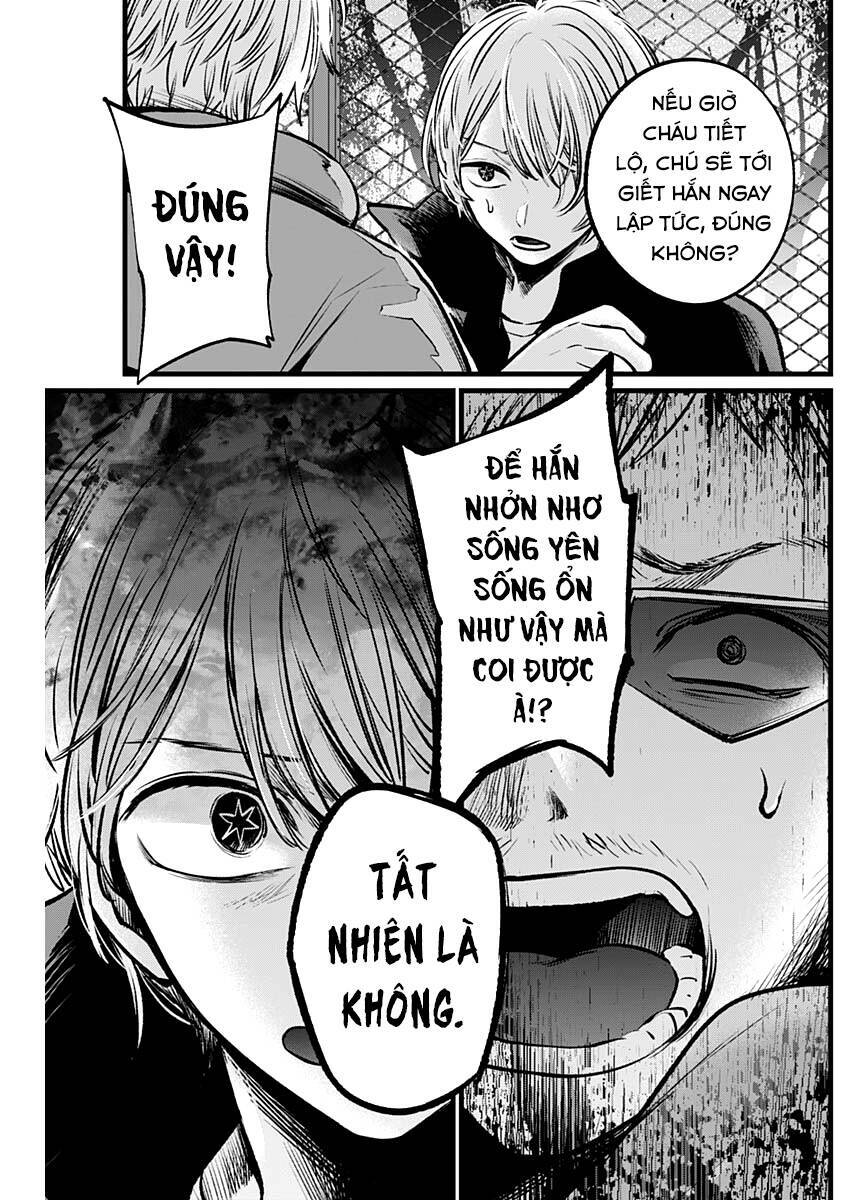 NẾU GIỜ
CHÁU TIẾT
LỘ, CHÚ SẼ TỚI
GIẾT HẮN NGAY
LẬP TỨC, ĐÚNG
KHÔNG?
ĐÚNG
VẬY!
ĐỂ HẮN
NHỞN NHƠ
SỐNG YÊN
SỐNG ỔN
NHƯ VẬY MÀ
COI ĐƯỢC
À!?
TẤT
NHIÊN LÀ
KHÔNG.